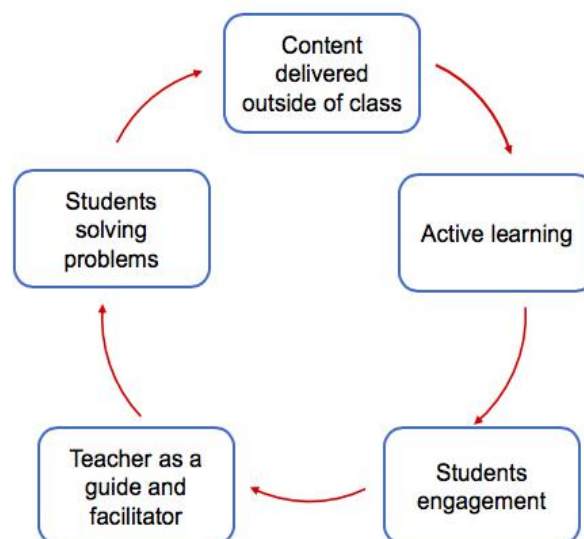 Content
delivered
outside of class
Active learning
Students
engagement
Teacher as a
guide and
facilitator
Students
solving
problems